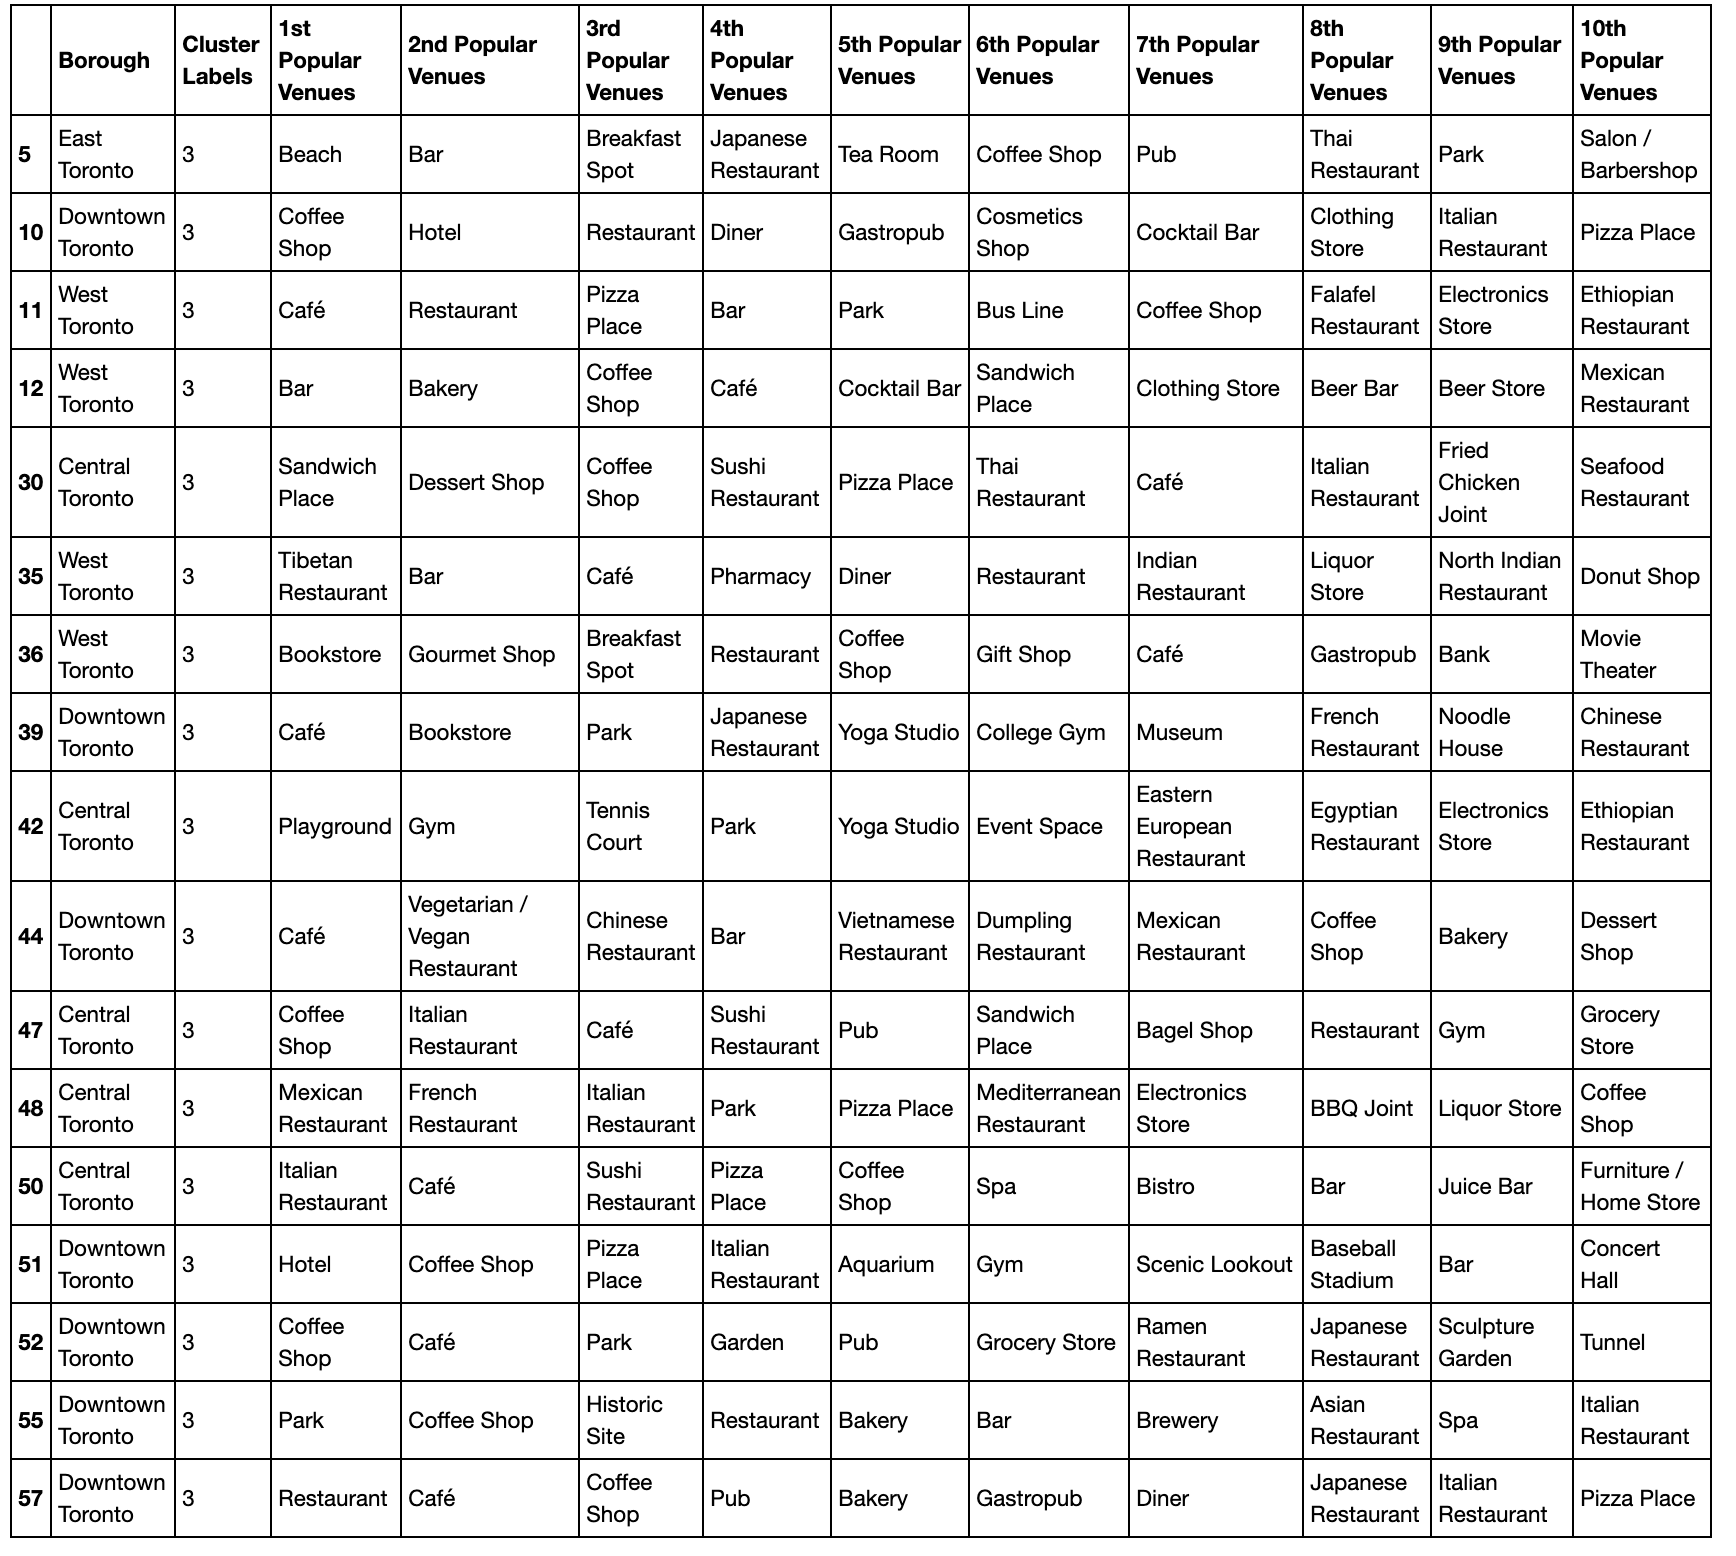 Borough Cluster Labels 1st Popular Venues 2nd Popular Venues 3rd Popular Venues 4th Popular Venues 5th Popular Venues 6th Popular Venues 7th Popular Venues 8th Popular Venues 9th Popular Venues 10th Popular Venues
5 East Toronto 3 Beach Bar Breakfast Spot Japanese Restaurant Tea Room Coffee Shop Pub Thai Restaurant Park Salon / Barbershop
10 Downtown Toronto 3 Coffee Shop Hotel Restaurant Diner Gastropub Cosmetics Shop Cocktail Bar Clothing Store Italian Restaurant Pizza Place
11 West Toronto 3 Café Restaurant Pizza Place Bar Park Bus Line Coffee Shop Falafel Restaurant Electronics Store Ethiopian Restaurant
12 West Toronto 3 Bar Bakery Coffee Shop Café Cocktail Bar Sandwich Place Clothing Store Beer Bar Beer Store Mexican Restaurant
30 Central Toronto 3 Sandwich Place Dessert Shop Coffee Shop Sushi Restaurant Pizza Place Thai Restaurant Café Italian Restaurant Fried Chicken Joint Seafood Restaurant
35 West Toronto 3 Tibetan Restaurant Bar Café Pharmacy Diner Restaurant Indian Restaurant Liquor Store North Indian Restaurant Donut Shop
36 West Toronto 3 Bookstore Gourmet Shop Breakfast Spot Restaurant Coffee Shop Gift Shop Café Gastropub Bank Movie Theater
39 Downtown Toronto 3 Café Bookstore Park Japanese Restaurant Yoga Studio College Gym Museum French Restaurant Noodle House Chinese Restaurant
42 Central Toronto 3 Playground Gym Tennis Court Park Yoga Studio Event Space Eastern European Restaurant Egyptian Restaurant Electronics Store Ethiopian Restaurant
44 Downtown Toronto 3 Café Vegetarian / Vegan Restaurant Chinese Restaurant Bar Vietnamese Restaurant Dumpling Restaurant Mexican Restaurant Coffee Shop Bakery Dessert Shop
47 Central Toronto 3 Coffee Shop Italian Restaurant Café Sushi Restaurant Pub Sandwich Place Bagel Shop Restaurant Gym Grocery Store
48 Central Toronto 3 Mexican Restaurant French Restaurant Italian Restaurant Park Pizza Place Mediterranean Restaurant Electronics Store BBQ Joint Liquor Store Coffee Shop
50 Central Toronto 3 Italian Restaurant Café Sushi Restaurant Pizza Place Coffee Shop Spa Bistro Bar Juice Bar Furniture / Home Store
51 Downtown Toronto 3 Hotel Coffee Shop Pizza Place Italian Restaurant Aquarium Gym Scenic Lookout Baseball Stadium Bar Concert Hall
52 Downtown Toronto 3 Coffee Shop Café Park Garden Pub Grocery Store Ramen Restaurant Japanese Restaurant Sculpture Garden Tunnel
55 Downtown Toronto 3 Park Coffee Shop Historic Site Restaurant Bakery Bar Brewery Asian Restaurant Spa Italian Restaurant
57 Downtown Toronto 3 Restaurant Café Coffee Shop Pub Bakery Gastropub Diner Japanese Restaurant Italian Restaurant Pizza Place